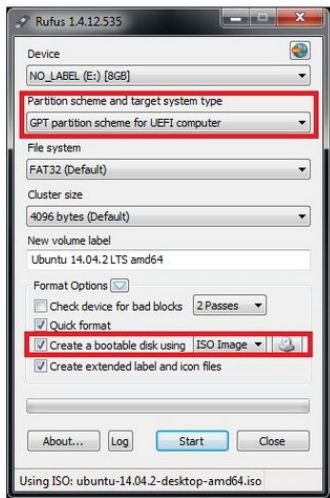 Rufus 1.4.12.535
Device
NO_LABEL (E:) [8GB]
Partition scheme and target system type
GPT partition scheme for UEFI computer
File system
FAT32 (Default)
Cluster size
4096 bytes (Default)
New volume label
Ubuntu 14.04.2 LTS amd64
Format Options
Check device for bad blocks 2 Passes
Quick format
Create a bootable disk using ISO Image
Create extended label and icon files
About... Log Start Close
Using ISO: ubuntu-14.04.2-desktop-amd64.iso